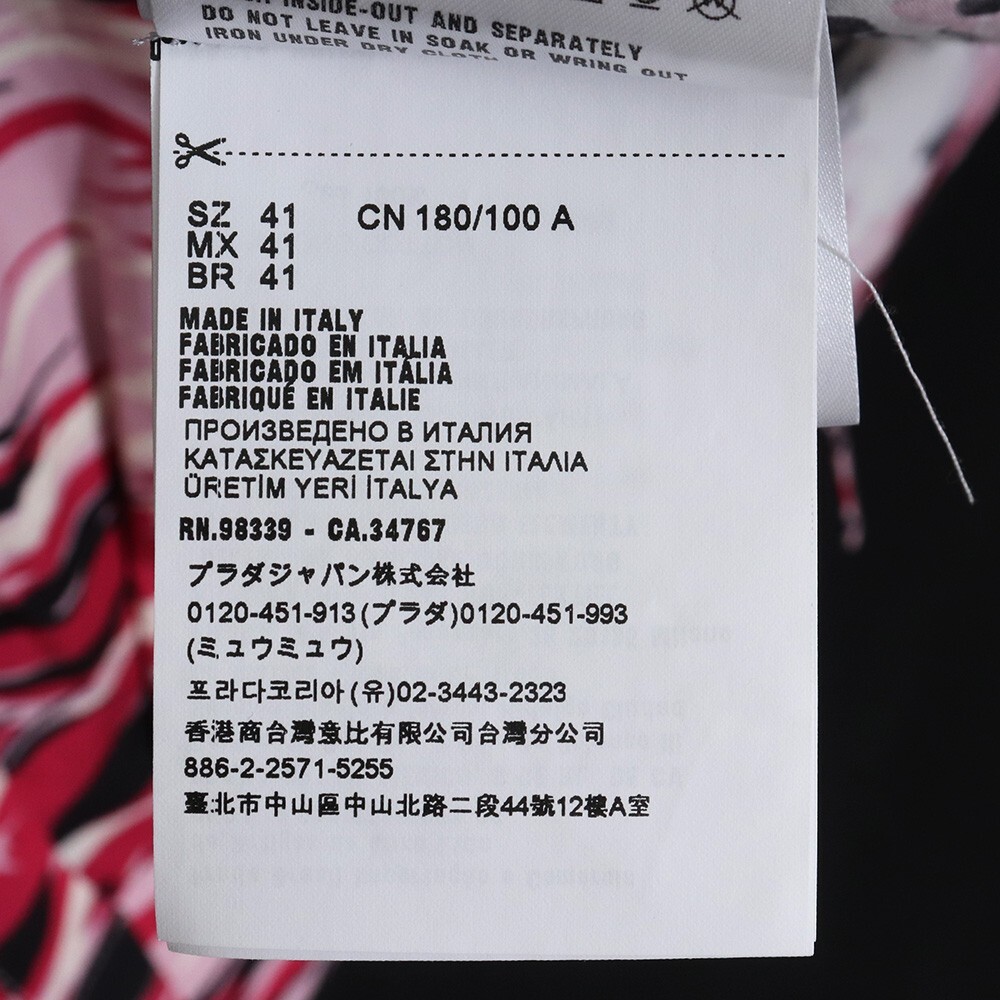 INSIDE-OUT AND SEPARATELY
DO NOT LEAVE IN SOAK OR WRING OUT
IRON UNDER DRY CLOTH
SZ 41 CN 180/100 A
MX 41
BR 41
MADE IN ITALY
FABRICADO EN ITALIA
FABRICADO EM ITÁLIA
FABRIQUÉ EN ITALIE
ПРОИЗВЕДЕНО В ИТАЛИЯ
ΚΑΤΑΣΚΕΥΑΖΕΤΑΙ ΣΤΗΝ ΙΤΑΛΙΑ
ÜRETİM YERİ İTALYA
RN.98339 - CA.34767
プラダジャパン株式会社
0120-451-913(プラダ)0120-451-993
(ミュウミュウ)
프라다코리아(유)02-3443-2323
香港商台灣意比有限公司台灣分公司
886-2-2571-5255
臺北市中山區中山北路二段44號12樓A室